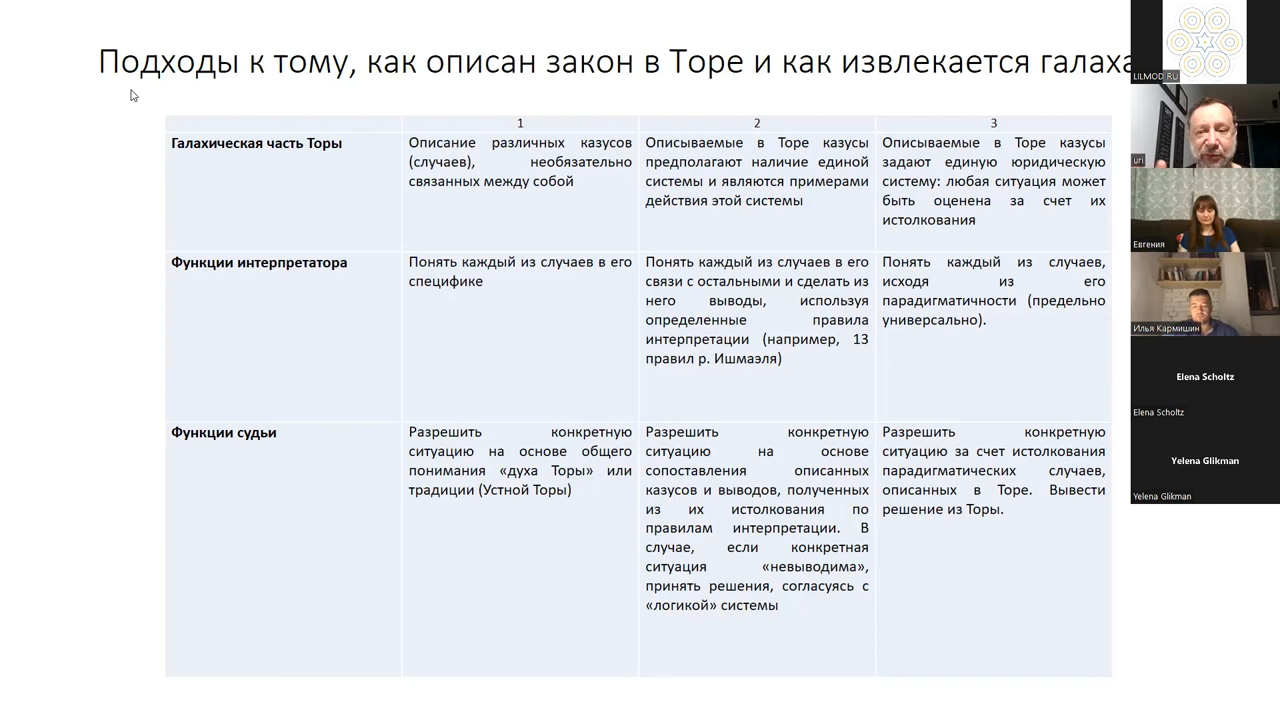 Подходы к тому, как описан закон в Торе и как извлекается галаха
1
2
3
Галахическая часть Торы
Описание различных казусов
(случаев), необязательно
связанных между собой
Описываемые в Торе казусы
предполагают наличие единой
системы и являются примерами
действия этой системы
Описываемые в Торе казусы
задают единую юридическую
систему: любая ситуация может
быть оценена за счет их
истолкования
Функции интерпретатора
Понять каждый из случаев в его
специфике
Понять каждый из случаев в его
связи с остальными и сделать из
него выводы, используя
определенные правила
интерпретации (например, 13
правил р. Ишмаэля)
Понять каждый из случаев,
исходя из его
парадигматичности (предельно
универсально).
Функции судьи
Разрешить конкретную
ситуацию на основе общего
понимания «духа Торы» или
традиции (Устной Торы)
Разрешить конкретную
ситуацию на основе
сопоставления описанных
казусов и выводов, полученных
из их истолкования по
правилам интерпретации. В
случае, если конкретная
ситуация «невыводима»,
принять решения, согласуясь с
«логикой» системы
Разрешить конкретную
ситуацию за счет истолкования
парадигматических случаев,
описанных в Торе. Вывести
решение из Торы.
LILMOD RU
uri
Евгения
Илья Кармишин
Elena Scholtz
Elena Scholtz
Yelena Glikman
Yelena Glikman